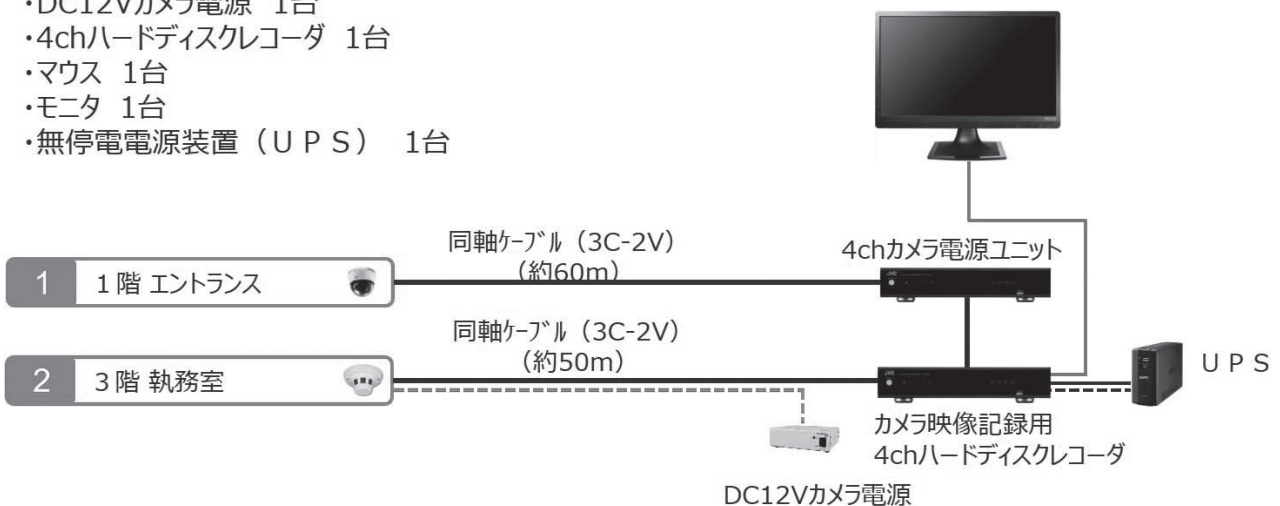 ・DC12Vカメラ電源 1台
・4chハードディスクレコーダ 1台
・マウス 1台
・モニタ 1台
・無停電電源装置（ＵＰＳ） 1台
同軸ｹｰﾌﾞﾙ（3C-2V）
（約60m）
4chカメラ電源ユニット
1 1階 エントランス
JVC
同軸ｹｰﾌﾞﾙ（3C-2V）
（約50m）
2 3階 執務室
JVC
ＵＰＳ
カメラ映像記録用
4chハードディスクレコーダ
DC12Vカメラ電源